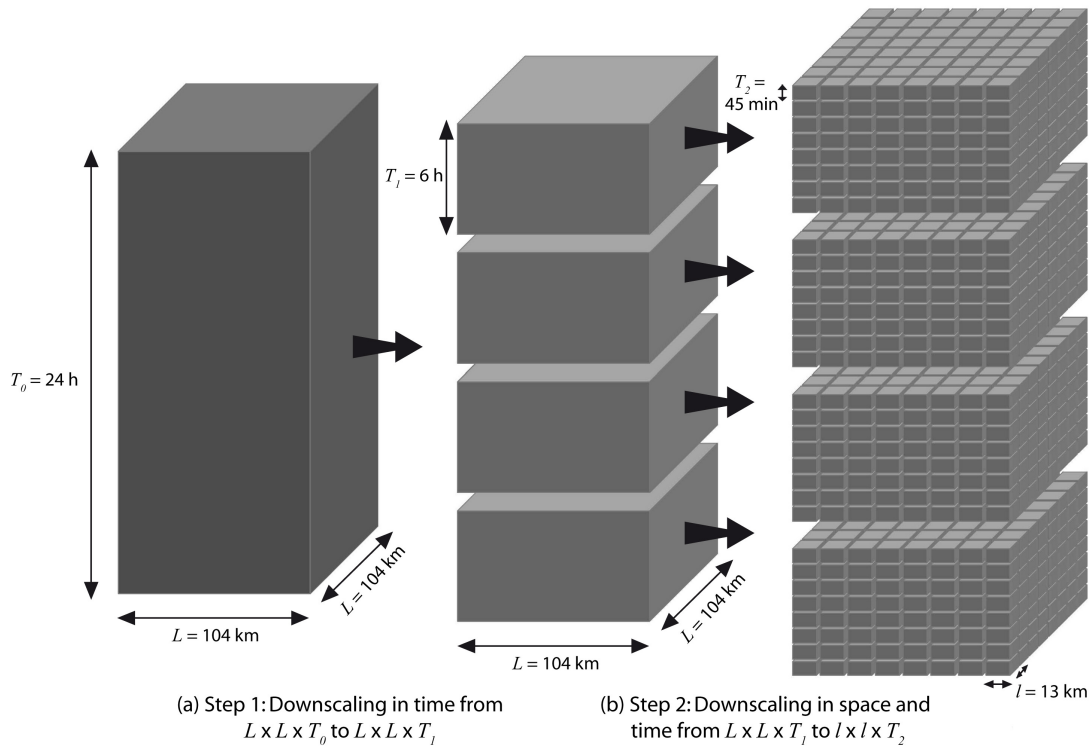 T₂ =
45 min
T₁ = 6 h
T₀ = 24 h
L = 104 km
L = 104 km
L = 104 km
L = 104 km
l = 13 km
(a) Step 1: Downscaling in time from
L x L x T₀ to L x L x T₁
(b) Step 2: Downscaling in space and
time from L x L x T₁ to l x l x T₂